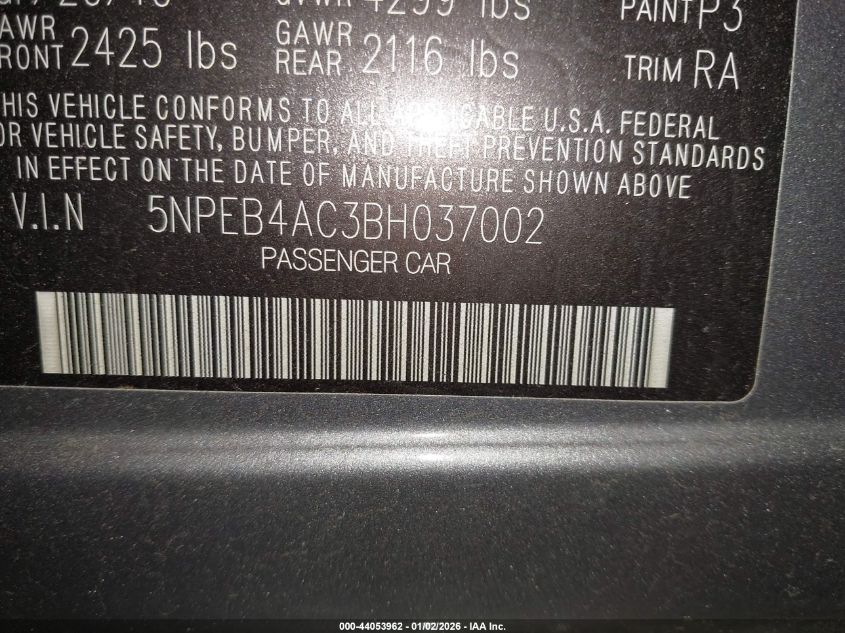 4299 lbs
PAINT P3
GAWR FRONT 2425 lbs GAWR REAR 2116 lbs TRIM RA
THIS VEHICLE CONFORMS TO ALL APPLICABLE U.S.A. FEDERAL
OR VEHICLE SAFETY, BUMPER, AND THEFT PREVENTION STANDARDS
IN EFFECT ON THE DATE OF MANUFACTURE SHOWN ABOVE
V.I.N 5NPEB4AC3BH037002
PASSENGER CAR
000-44053962 - 01/02/2026 - IAA Inc.